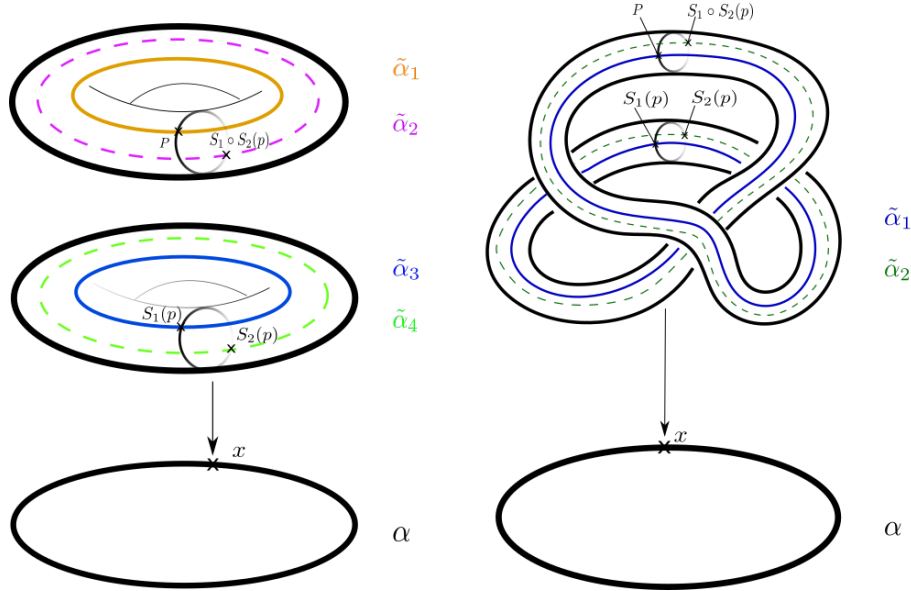 α̃₁
α̃₂
P
S₁ ∘ S₂(p)
α̃₃
α̃₄
S₁(p)
S₂(p)
x
α
P
S₁ ∘ S₂(p)
S₁(p)
S₂(p)
α̃₁
α̃₂
x
α